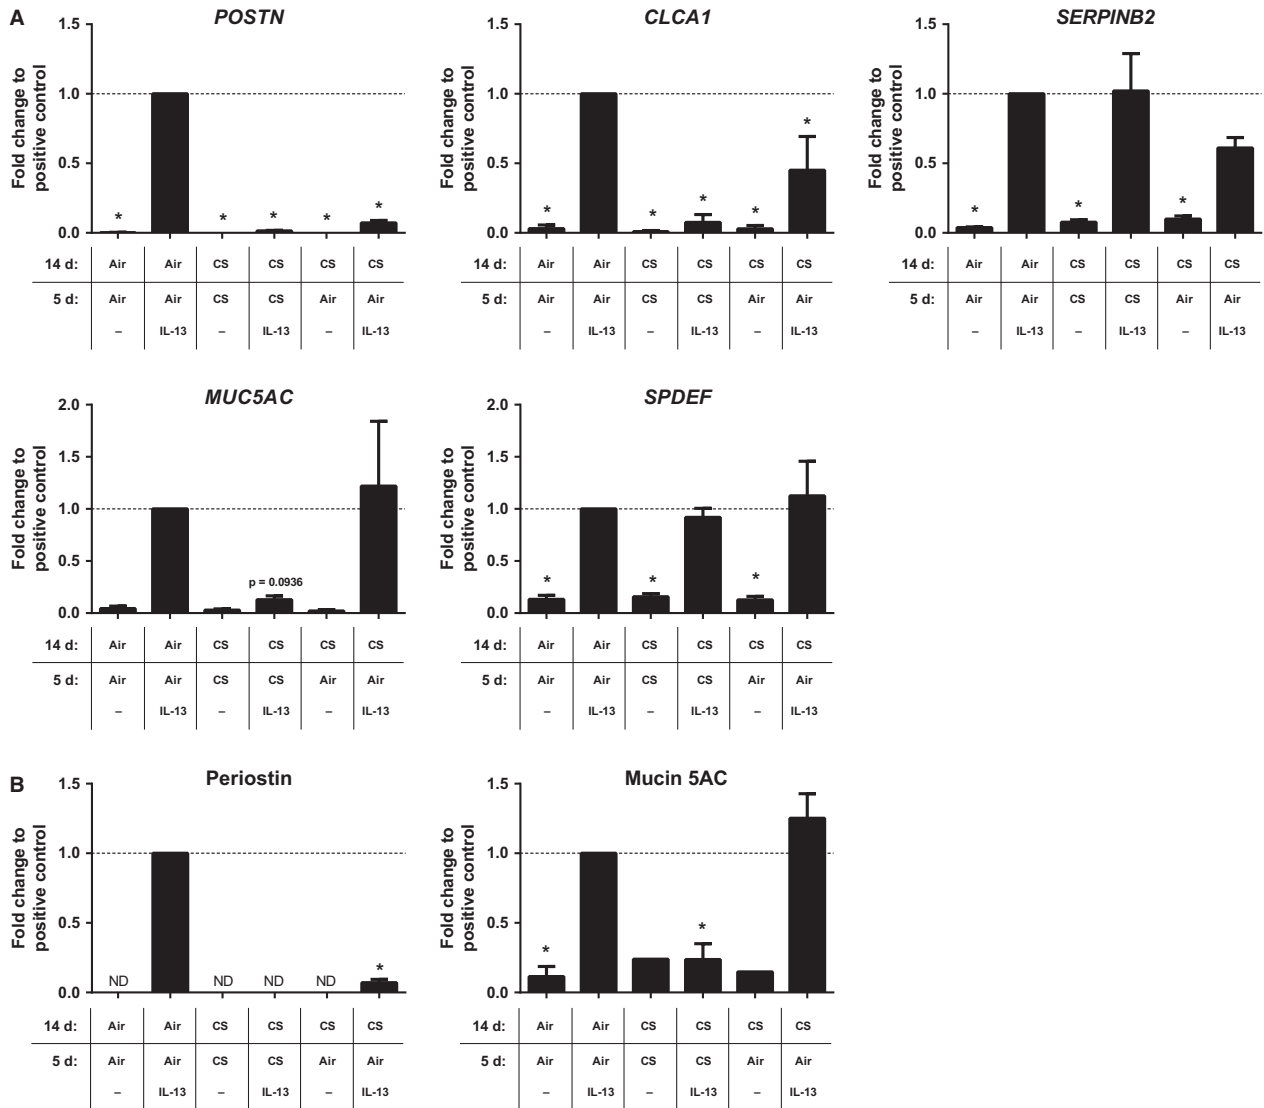 A
POSTN
Fold change to
positive control
1.5
1.0
0.5
0.0
* * * * *
14 d: Air Air CS CS CS CS
5 d: Air Air CS CS Air Air
– IL-13 – IL-13 – IL-13
CLCA1
Fold change to
positive control
1.5
1.0
0.5
0.0
* * * * *
14 d: Air Air CS CS CS CS
5 d: Air Air CS CS Air Air
– IL-13 – IL-13 – IL-13
SERPINB2
Fold change to
positive control
1.5
1.0
0.5
0.0
* * *
14 d: Air Air CS CS CS CS
5 d: Air Air CS CS Air Air
– IL-13 – IL-13 – IL-13
MUC5AC
Fold change to
positive control
2.0
1.5
1.0
0.5
0.0
p = 0.0936
14 d: Air Air CS CS CS CS
5 d: Air Air CS CS Air Air
– IL-13 – IL-13 – IL-13
SPDEF
Fold change to
positive control
2.0
1.5
1.0
0.5
0.0
* * *
14 d: Air Air CS CS CS CS
5 d: Air Air CS CS Air Air
– IL-13 – IL-13 – IL-13
B
Periostin
Fold change to
positive control
1.5
1.0
0.5
0.0
ND ND ND ND *
14 d: Air Air CS CS CS CS
5 d: Air Air CS CS Air Air
– IL-13 – IL-13 – IL-13
Mucin 5AC
Fold change to
positive control
1.5
1.0
0.5
0.0
* *
14 d: Air Air CS CS CS CS
5 d: Air Air CS CS Air Air
– IL-13 – IL-13 – IL-13